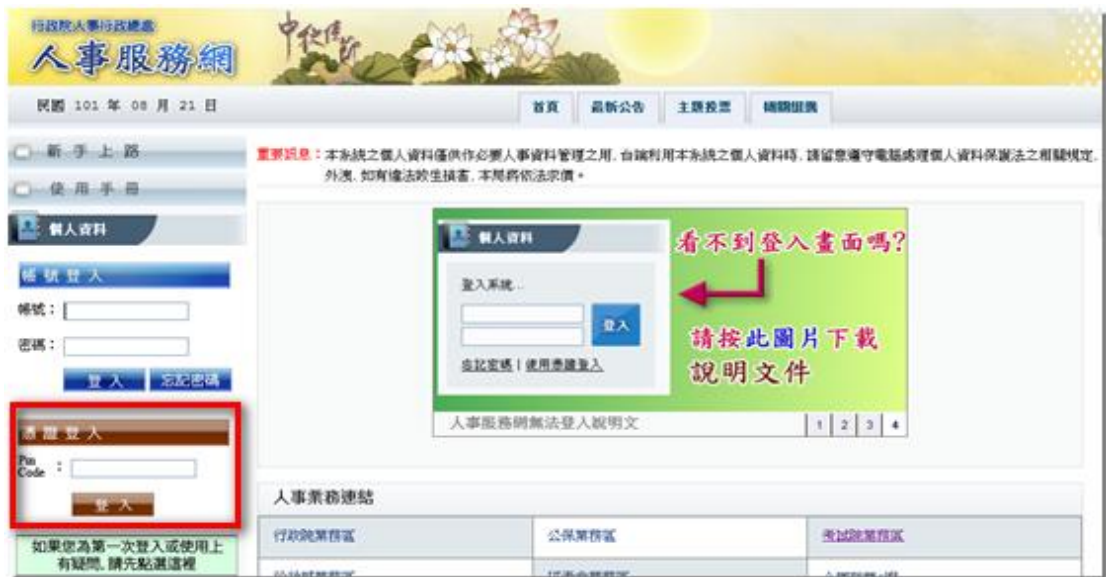 行政院人事行政總處
人事服務網
中秋佳節
民國 101 年 08 月 21 日
首頁
最新公告
主題投票
新手上路
使用手冊
重要訊息：本系統之個人資料僅供作必要人事資料管理之用, 台端利用本系統之個人資料時, 請留意遵守電腦處理個人資料保護法之相關規定,
外洩, 如有違法致生損害, 本局將依法求償。
個人資料
帳號登入
帳號：
密碼：
登入
忘記密碼
憑證登入
Pin Code ：
登入
如果您為第一次登入或使用上
有疑問, 請先點選這裡
個人資料
登入系統...
登入
忘記密碼 | 使用憑證登入
看不到登入畫面嗎?
請按此圖片下載
說明文件
人事服務網無法登入說明文
1 2 3 4
人事業務連結
行政院業務區
公保業務區
考試院業務區